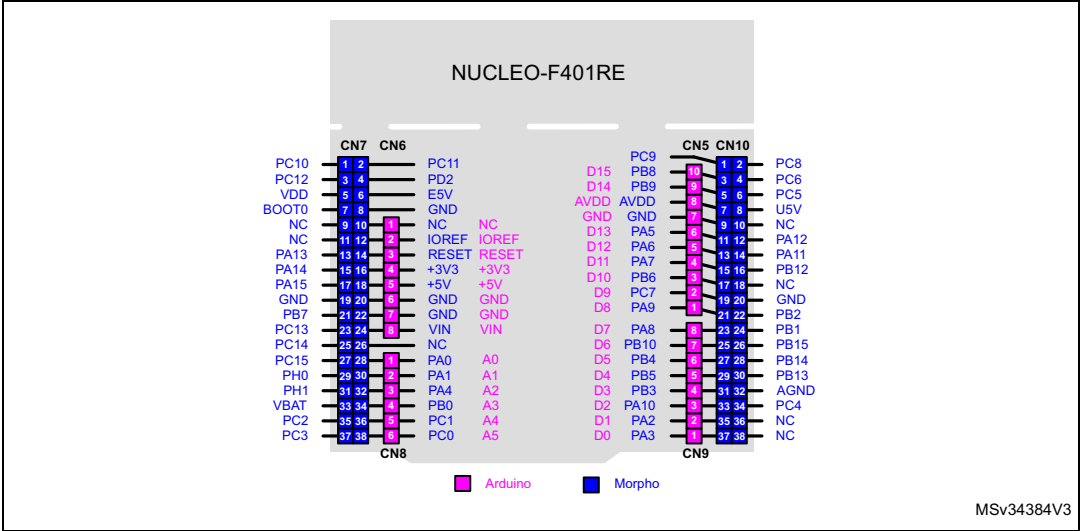 NUCLEO-F401RE
CN7 CN6 CN5 CN10
PC9
PC10 1 2 PC11 1 2 PC8
PC12 3 4 PD2 D15 PB8 10 3 4 PC6
VDD 5 6 E5V D14 PB9 9 5 6 PC5
BOOT0 7 8 GND AVDD AVDD 8 7 8 U5V
NC 9 10 1 NC NC GND GND 7 9 10 NC
NC 11 12 2 IOREF IOREF D13 PA5 6 11 12 PA12
PA13 13 14 3 RESET RESET D12 PA6 5 13 14 PA11
PA14 15 16 4 +3V3 +3V3 D11 PA7 4 15 16 PB12
PA15 17 18 5 +5V +5V D10 PB6 3 17 18 NC
GND 19 20 6 GND GND D9 PC7 2 19 20 GND
PB7 21 22 7 GND GND D8 PA9 1 21 22 PB2
PC13 23 24 8 VIN VIN D7 PA8 8 23 24 PB1
PC14 25 26 NC D6 PB10 7 25 26 PB15
PC15 27 28 1 PA0 A0 D5 PB4 6 27 28 PB14
PH0 29 30 2 PA1 A1 D4 PB5 5 29 30 PB13
PH1 31 32 3 PA4 A2 D3 PB3 4 31 32 AGND
VBAT 33 34 4 PB0 A3 D2 PA10 3 33 34 PC4
PC2 35 36 5 PC1 A4 D1 PA2 2 35 36 NC
PC3 37 38 6 PC0 A5 D0 PA3 1 37 38 NC
CN8 CN9
Arduino Morpho
MSv34384V3